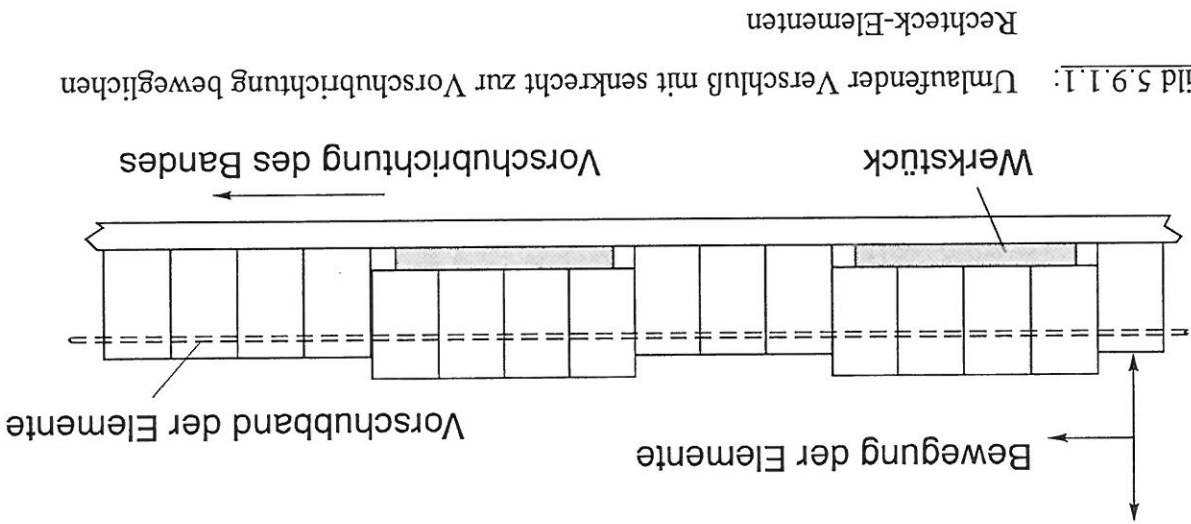 Bewegung der Elemente
Vorschubband der Elemente
Werkstück
Vorschubrichtung des Bandes
ild 5.9.1.1: Umlaufender Verschluß mit senkrecht zur Vorschubrichtung beweglichen
Rechteck-Elementen